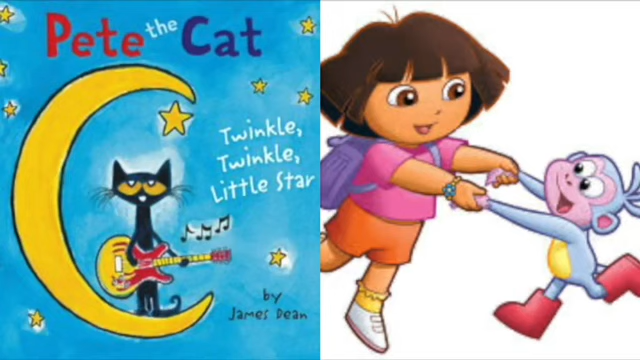 Pete the Cat
Twinkle,
Twinkle,
Little Star
by
James Dean